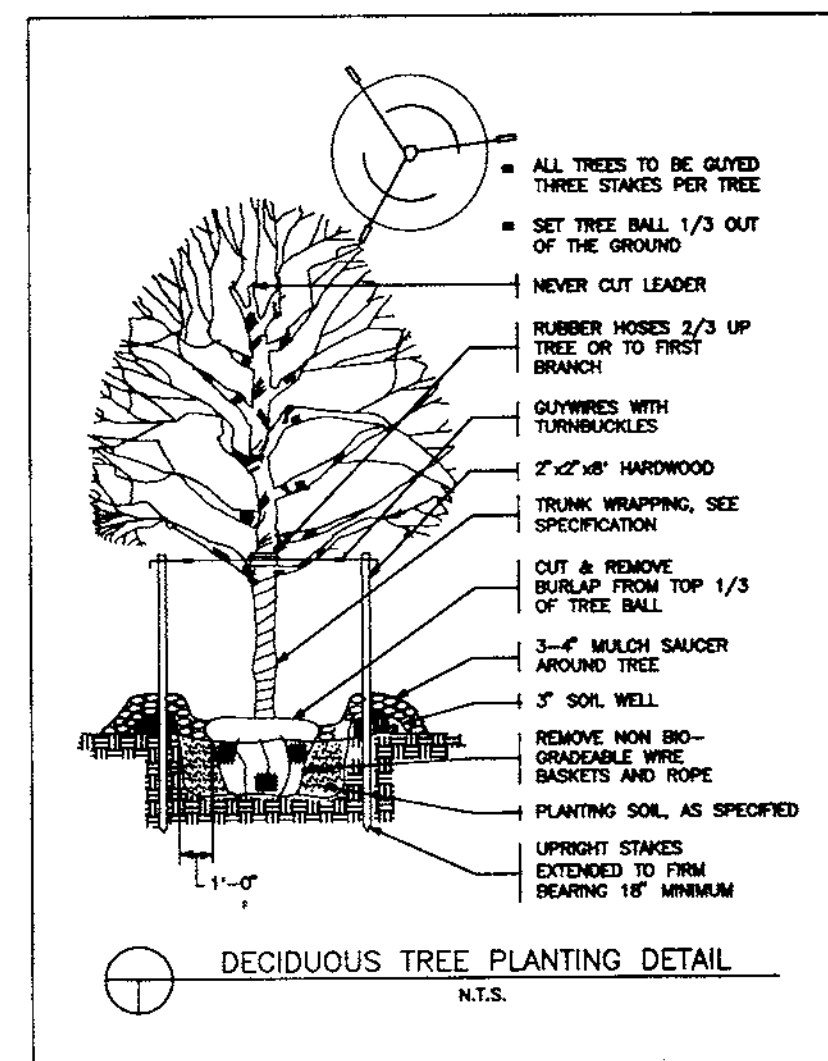 ■ ALL TREES TO BE GUYED
THREE STAKES PER TREE
■ SET TREE BALL 1/3 OUT
OF THE GROUND
NEVER CUT LEADER
RUBBER HOSES 2/3 UP
TREE OR TO FIRST
BRANCH
GUYWIRES WITH
TURNBUCKLES
2"x2"x8' HARDWOOD
TRUNK WRAPPING, SEE
SPECIFICATION
CUT & REMOVE
BURLAP FROM TOP 1/3
OF TREE BALL
3-4" MULCH SAUCER
AROUND TREE
3" SOIL WELL
REMOVE NON BIO-
GRADEABLE WIRE
BASKETS AND ROPE
PLANTING SOIL, AS SPECIFIED
UPRIGHT STAKES
EXTENDED TO FIRM
BEARING 18" MINIMUM
1'-0"
DECIDUOUS TREE PLANTING DETAIL
N.T.S.